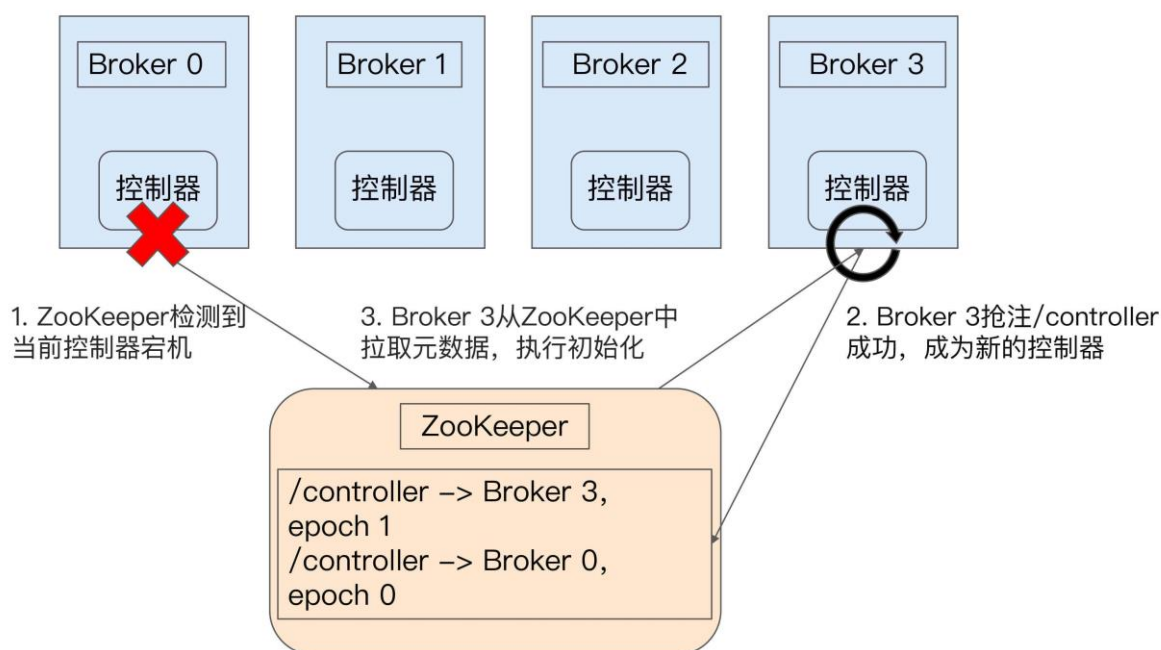 Broker 0
Broker 1
Broker 2
Broker 3
控制器
控制器
控制器
控制器
1. ZooKeeper检测到
当前控制器宕机
3. Broker 3从ZooKeeper中
拉取元数据，执行初始化
2. Broker 3抢注/controller
成功，成为新的控制器
ZooKeeper
/controller –> Broker 3,
epoch 1
/controller –> Broker 0,
epoch 0